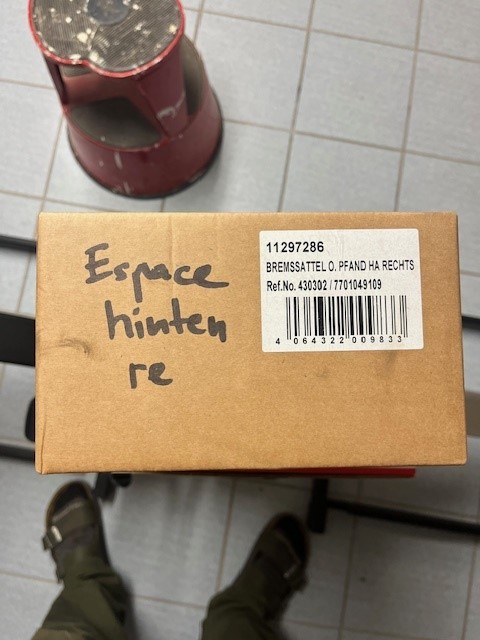 Espace
hinten
re
11297286
BREMSSATTEL O. PFAND HA RECHTS
Ref.No. 430302 / 7701049109
4 064322 009833